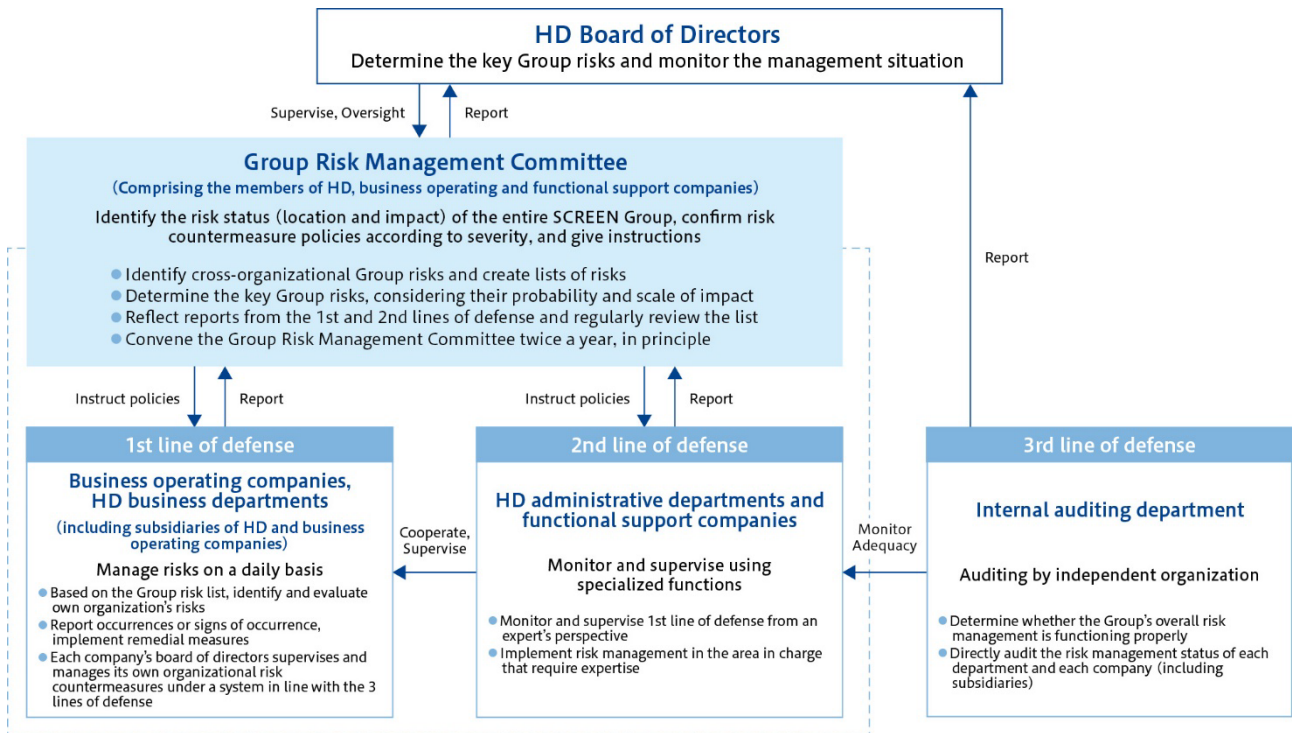 HD Board of Directors
Determine the key Group risks and monitor the management situation
Supervise, Oversight
Report
Report
Group Risk Management Committee
(Comprising the members of HD, business operating and functional support companies)
Identify the risk status (location and impact) of the entire SCREEN Group, confirm risk
countermeasure policies according to severity, and give instructions
● Identify cross-organizational Group risks and create lists of risks
● Determine the key Group risks, considering their probability and scale of impact
● Reflect reports from the 1st and 2nd lines of defense and regularly review the list
● Convene the Group Risk Management Committee twice a year, in principle
Instruct policies
Report
Instruct policies
Report
1st line of defense
Business operating companies,
HD business departments
(including subsidiaries of HD and business
operating companies)
Manage risks on a daily basis
● Based on the Group risk list, identify and evaluate
own organization's risks
● Report occurrences or signs of occurrence,
implement remedial measures
● Each company's board of directors supervises and
manages its own organizational risk
countermeasures under a system in line with the 3
lines of defense
Cooperate,
Supervise
2nd line of defense
HD administrative departments and
functional support companies
Monitor and supervise using
specialized functions
● Monitor and supervise 1st line of defense from an
expert's perspective
● Implement risk management in the area in charge
that require expertise
Monitor
Adequacy
3rd line of defense
Internal auditing department
Auditing by independent organization
● Determine whether the Group's overall risk
management is functioning properly
● Directly audit the risk management status of each
department and each company (including
subsidiaries)